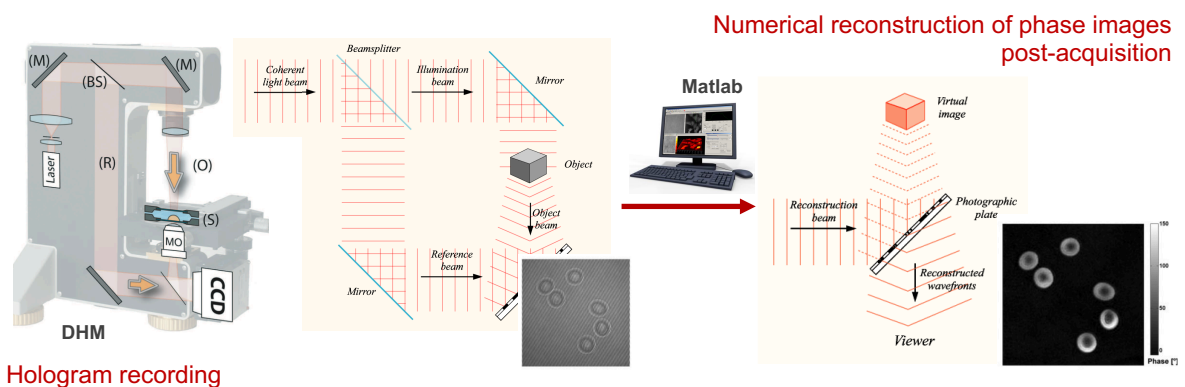 Numerical reconstruction of phase images
post-acquisition
(M)
(BS)
(M)
Laser
(R)
(O)
(S)
MO
CCD
DHM
Hologram recording
Beamsplitter
Coherent
light beam
Illumination
beam
Mirror
Object
Object
beam
Reference
beam
Mirror
Matlab
Virtual
image
Reconstruction
beam
Photographic
plate
Reconstructed
wavefronts
Viewer
150
100
50
0
Phase [°]